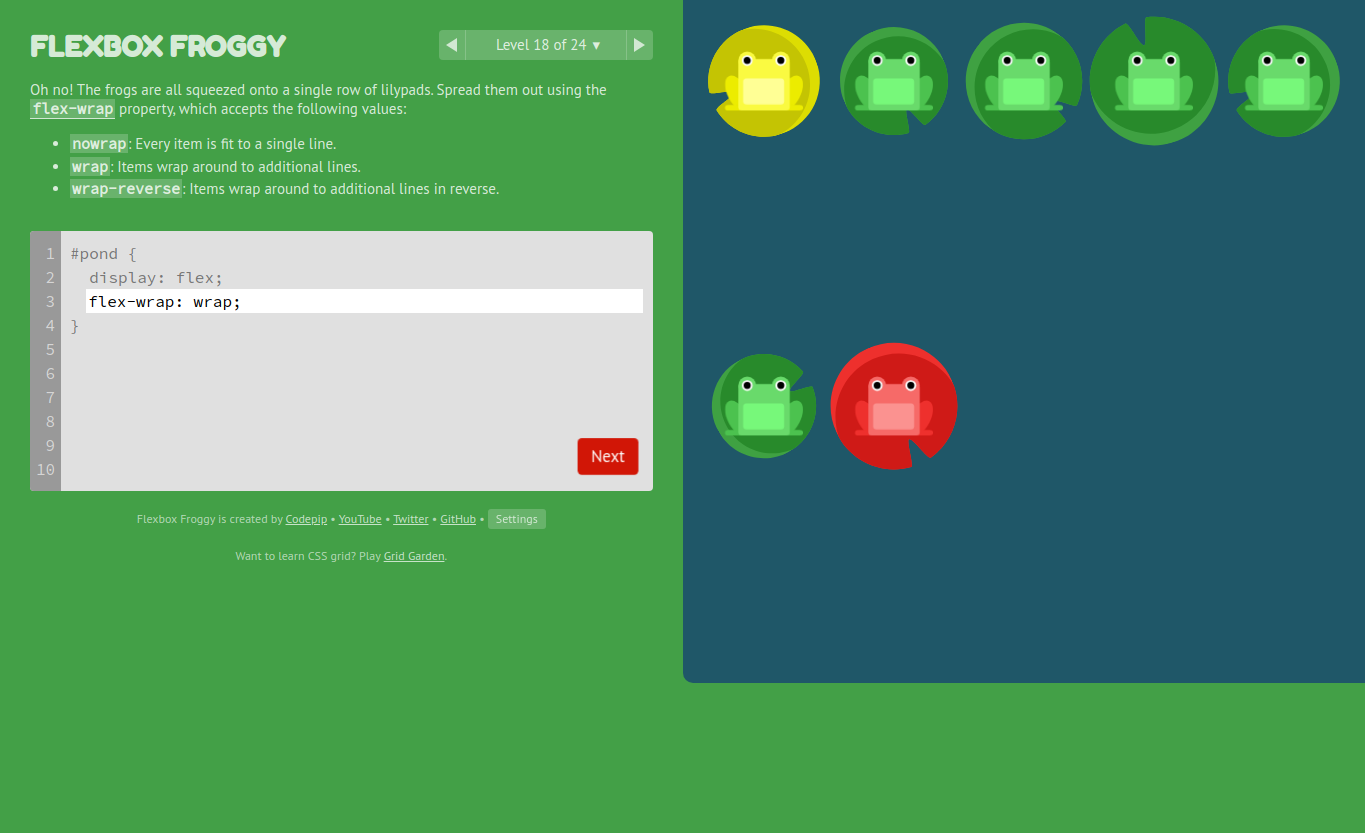 FLEXBOX FROGGY
Level 18 of 24 ▾
Oh no! The frogs are all squeezed onto a single row of lilypads. Spread them out using the
flex-wrap property, which accepts the following values:
• nowrap: Every item is fit to a single line.
• wrap: Items wrap around to additional lines.
• wrap-reverse: Items wrap around to additional lines in reverse.
1 #pond {
2 display: flex;
3 flex-wrap: wrap;
4 }
5
6
7
8
9
10
Next
Flexbox Froggy is created by Codepip • YouTube • Twitter • GitHub • Settings
Want to learn CSS grid? Play Grid Garden.